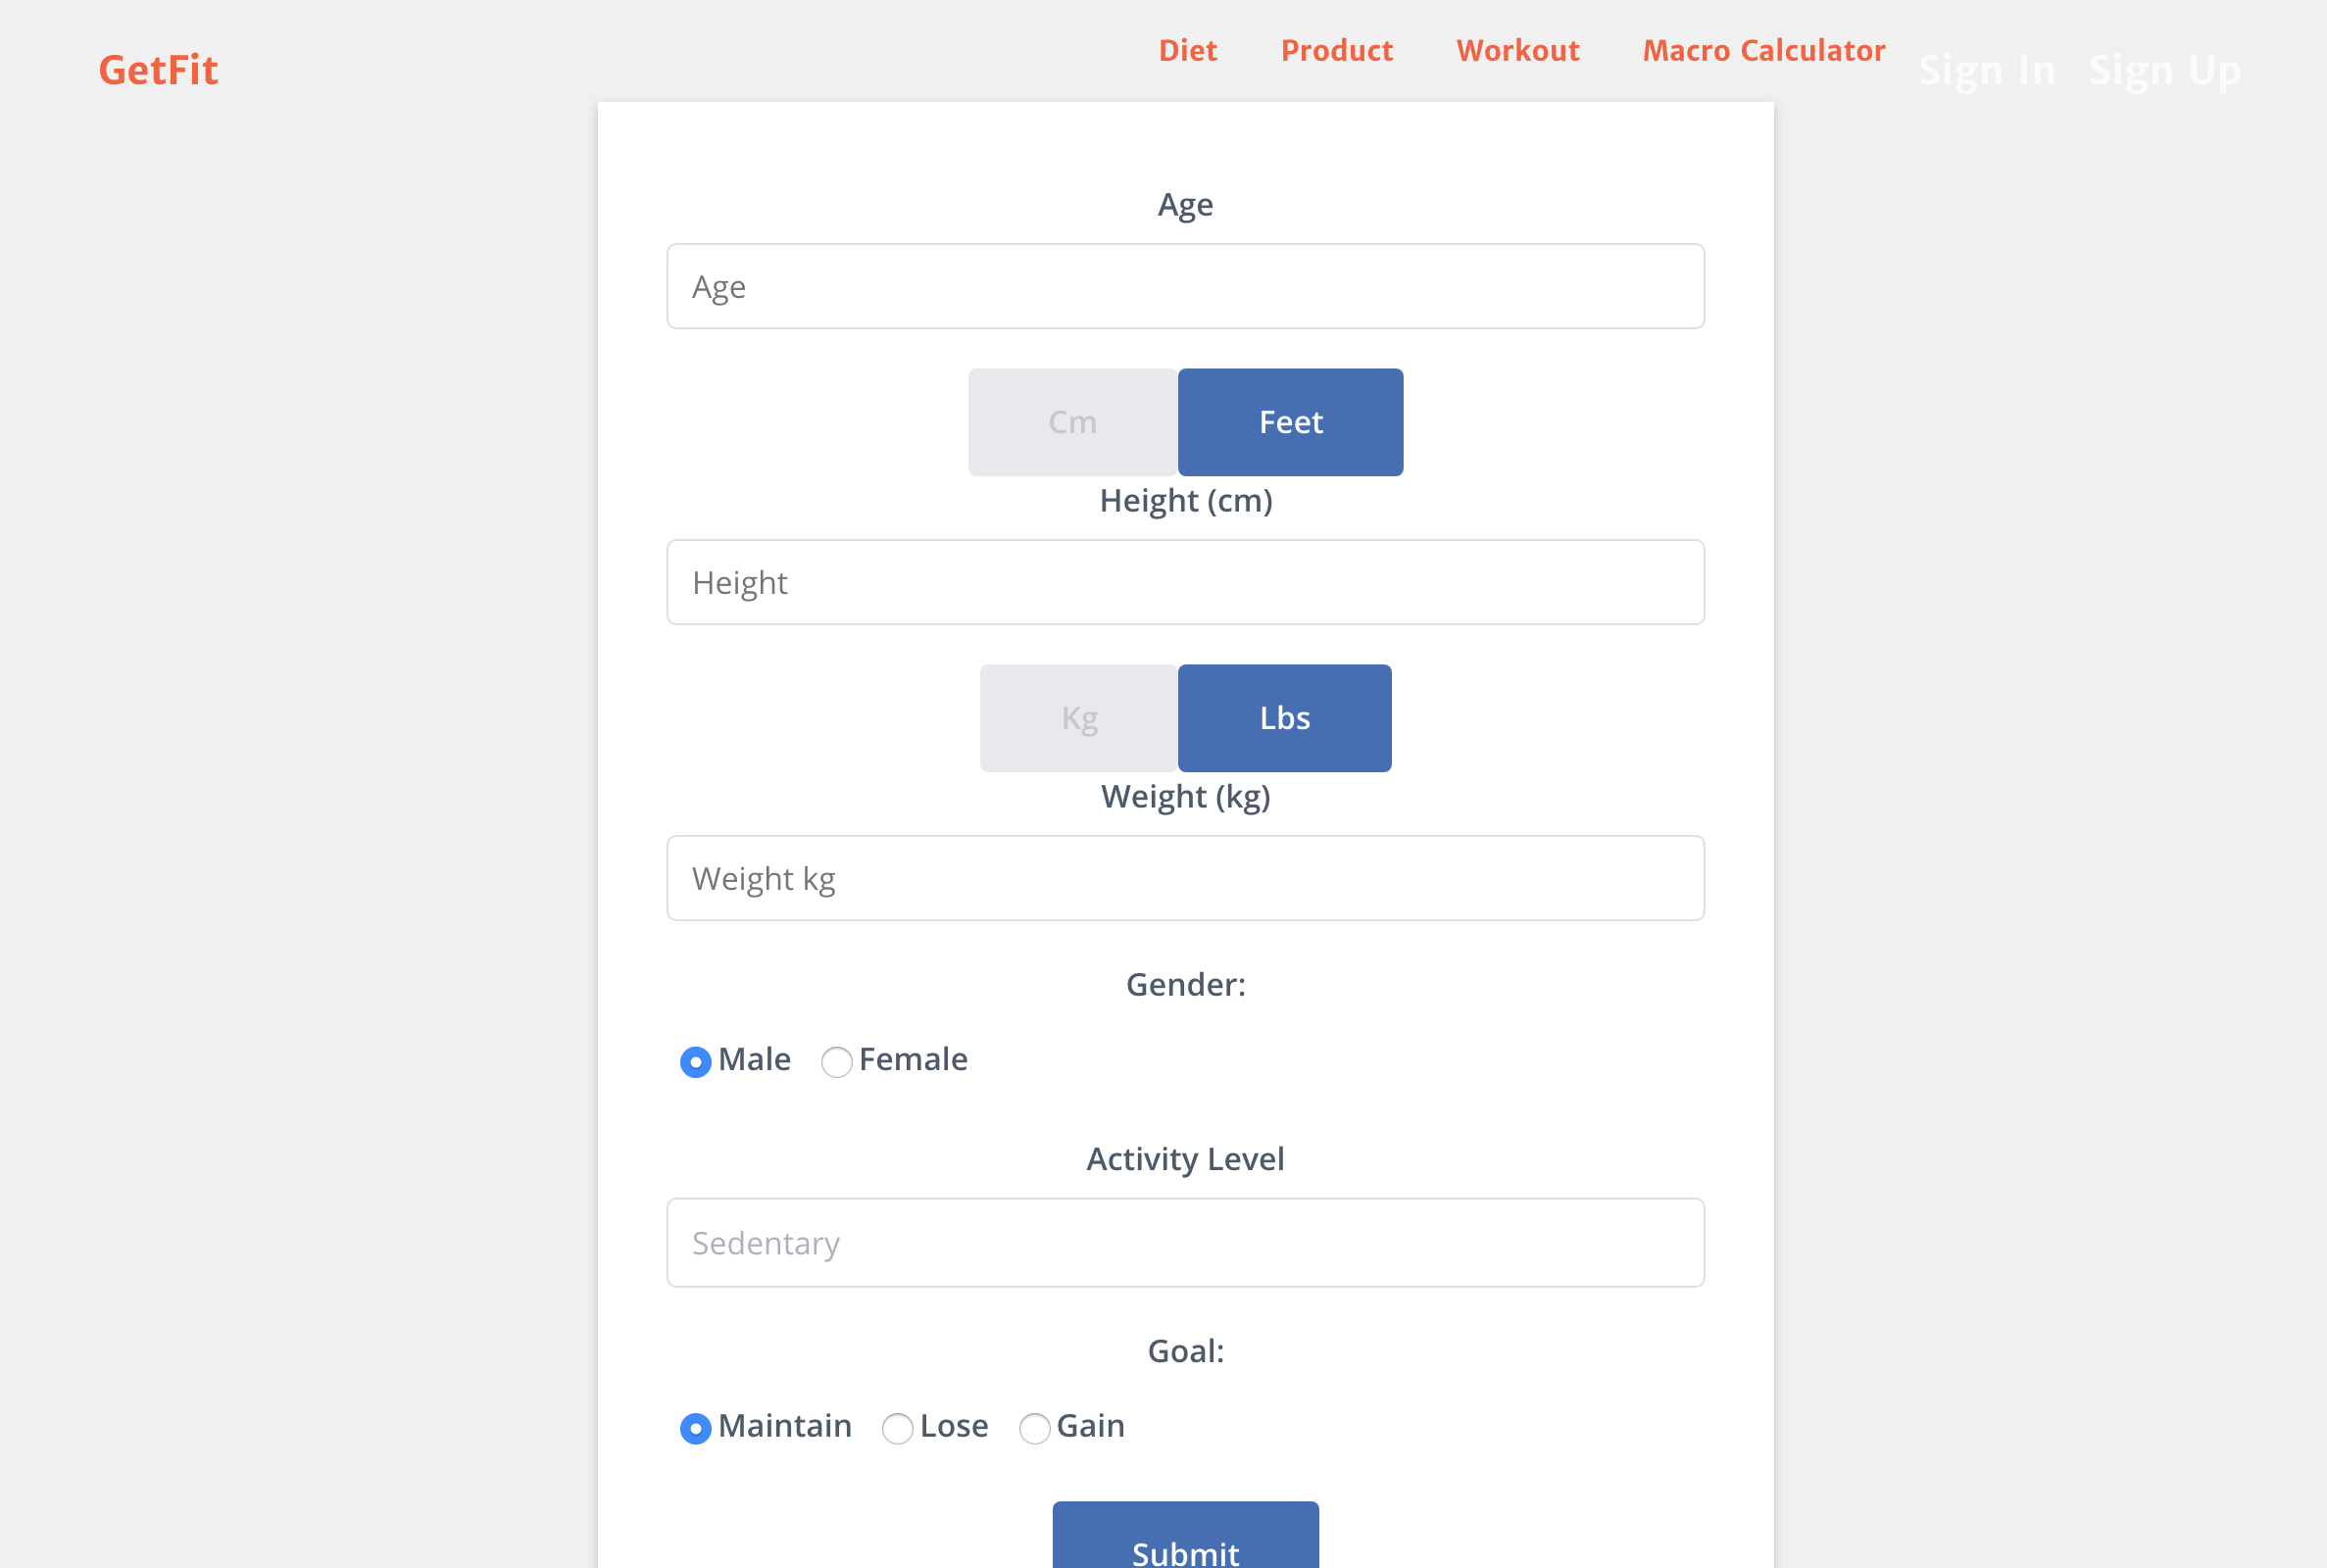 GetFit
Diet Product Workout Macro Calculator Sign In Sign Up
Age
Age
Cm Feet
Height (cm)
Height
Kg Lbs
Weight (kg)
Weight kg
Gender:
Male Female
Activity Level
Sedentary
Goal:
Maintain Lose Gain
Submit